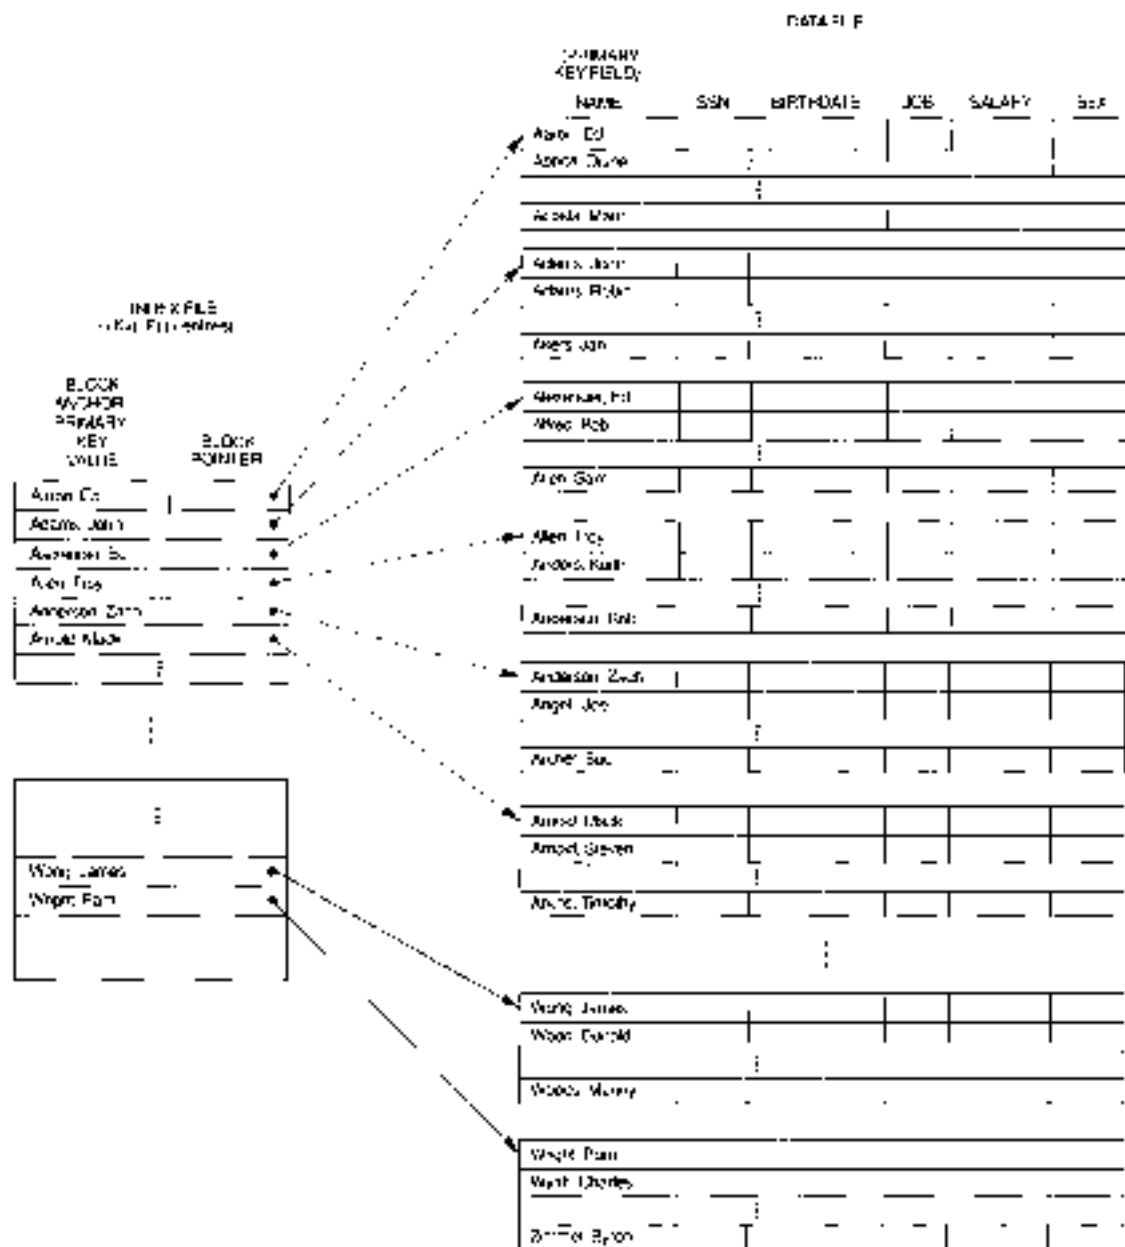 DATA FILE
(PRIMARY
KEY FIELD)
NAME SSN BIRTHDATE JOB SALARY SEX
Aaron, Ed
Abbott, Diane
Acosta, Marc
Adams, John
Adams, Robin
Akers, Jan
Alexander, Ed
Alfred, Bob
Allen, Sam
Allen, Troy
Anders, Keith
Anderson, Rob
Anderson, Zach
Angeli, Joe
Archer, Sue
Arnold, Mack
Arnold, Steven
Timothy
Wong, James
Wood, Donald
Woods, Manny
Wright, Pam
Wyatt, Charles
Zimmer, Byron
INDEX FILE
entries)
BLOCK
ANCHOR
PRIMARY
KEY
VALUE
BLOCK
POINTER
Aaron, Ed
Adams, John
Alexander, Ed
Allen, Troy
Anderson, Zach
Arnold, Mack
Wong, James
Wright, Pam